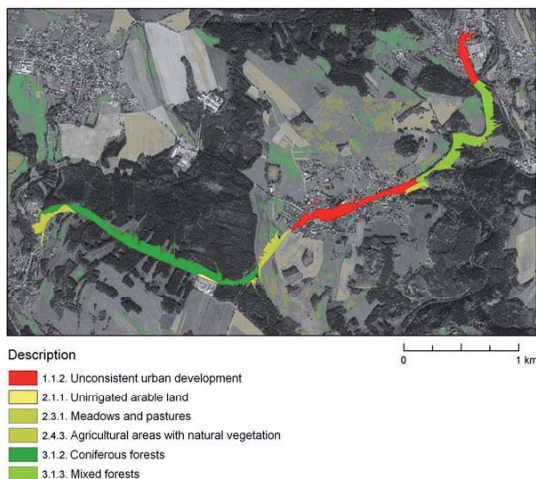 Description
1.1.2. Unconsistent urban development
2.1.1. Unirrigated arable land
2.3.1. Meadows and pastures
2.4.3. Agricultural areas with natural vegetation
3.1.2. Coniferous forests
3.1.3. Mixed forests
0 1 km